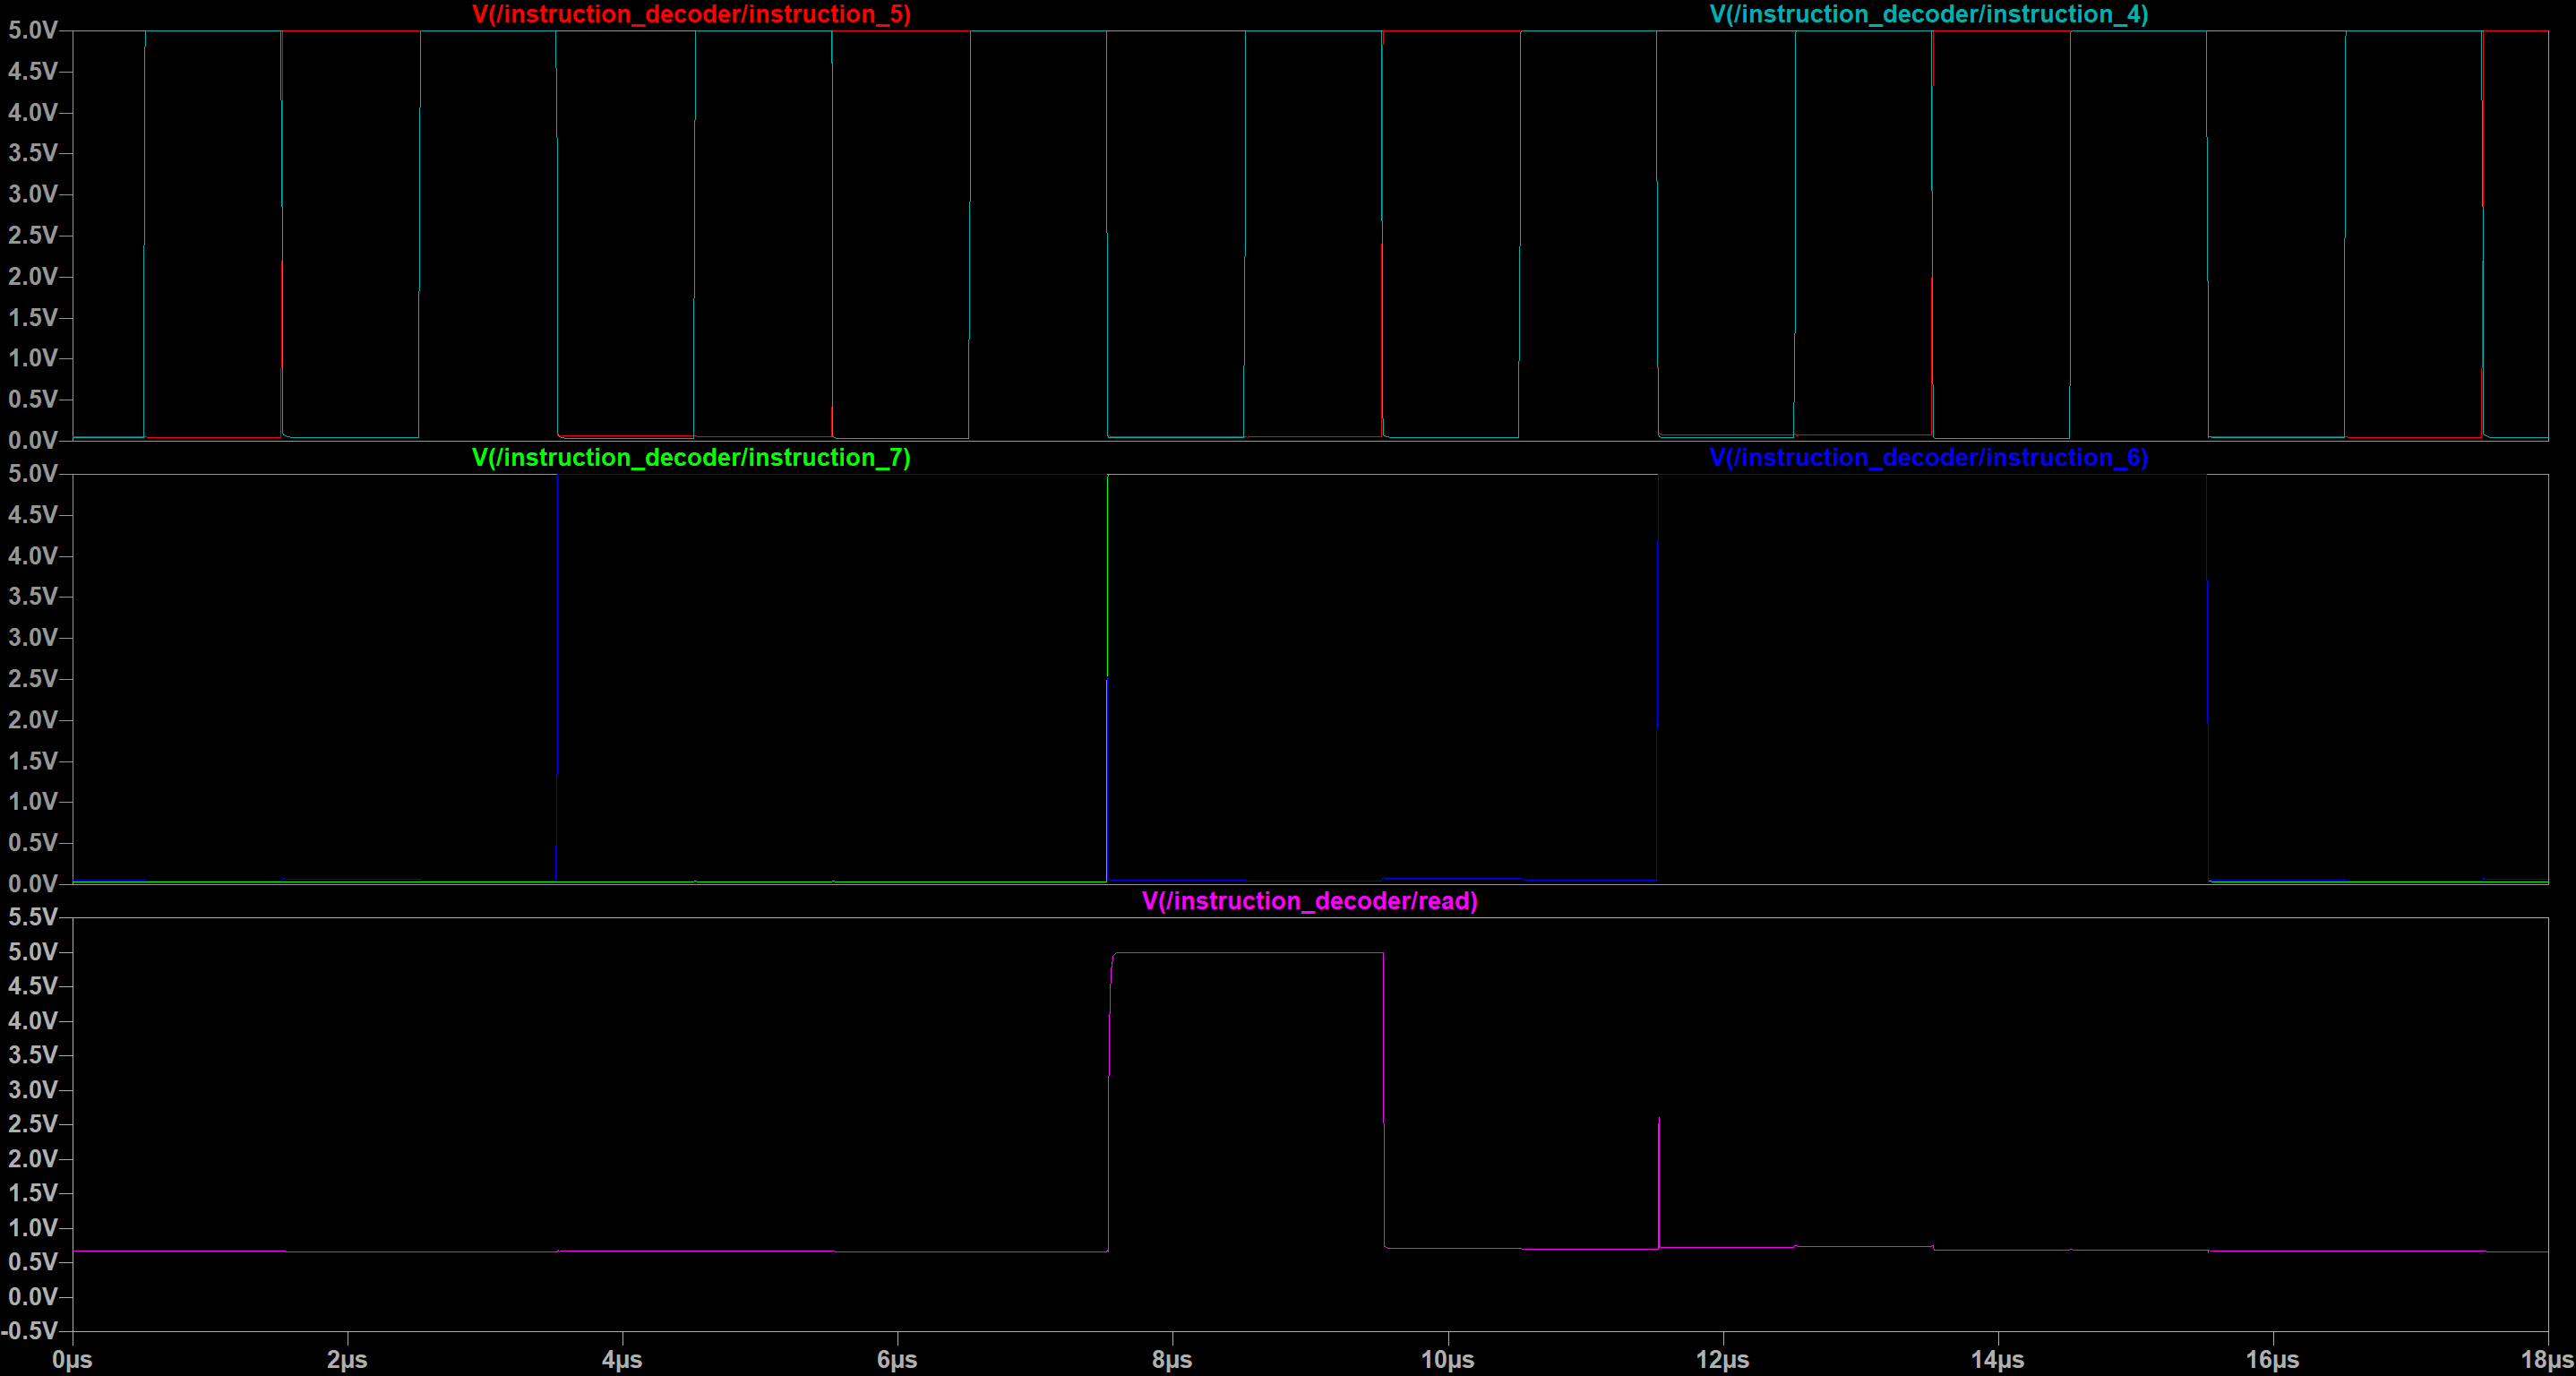 V(/instruction_decoder/instruction_5) V(/instruction_decoder/instruction_4)
5.0V
4.5V
4.0V
3.5V
3.0V
2.5V
2.0V
1.5V
1.0V
0.5V
0.0V
V(/instruction_decoder/instruction_7) V(/instruction_decoder/instruction_6)
5.0V
4.5V
4.0V
3.5V
3.0V
2.5V
2.0V
1.5V
1.0V
0.5V
0.0V
V(/instruction_decoder/read)
5.5V
5.0V
4.5V
4.0V
3.5V
3.0V
2.5V
2.0V
1.5V
1.0V
0.5V
0.0V
-0.5V
0µs 2µs 4µs 6µs 8µs 10µs 12µs 14µs 16µs 18µs